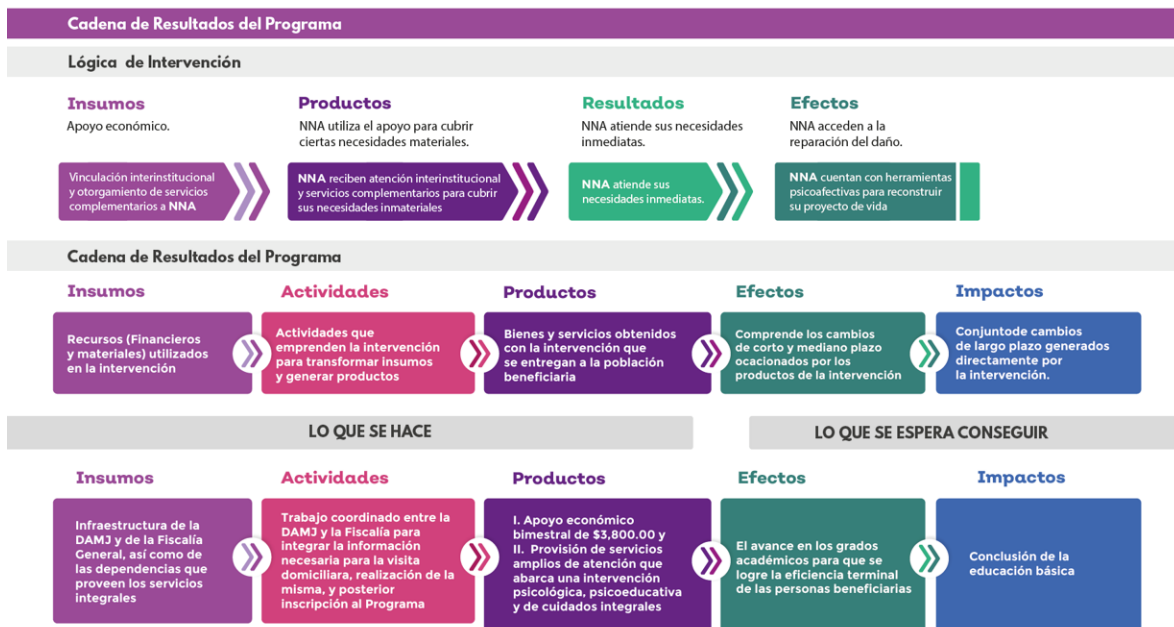 Cadena de Resultados del Programa
Lógica de Intervención
Insumos
Apoyo económico.
Productos
NNA utiliza el apoyo para cubrir
ciertas necesidades materiales.
Resultados
NNA atiende sus necesidades
inmediatas.
Efectos
NNA acceden a la
reparación del daño.
Vinculación interinstitucional
y otorgamiento de servicios
complementarios a NNA
NNA reciben atención interinstitucional
y servicios complementarios para cubrir
sus necesidades inmateriales
NNA atiende sus
necesidades inmediatas.
NNA cuentan con herramientas
psicoafectivas para reconstruir
su proyecto de vida
Cadena de Resultados del Programa
Insumos
Actividades
Productos
Efectos
Impactos
Recursos (Financieros
y materiales) utilizados
en la intervención
Actividades que
emprenden la intervención
para transformar insumos
y generar productos
Bienes y servicios obtenidos
con la intervención que
se entregan a la población
beneficiaria
Comprende los cambios
de corto y mediano plazo
ocacionados por los
productos de la intervención
Conjuntode cambios
de largo plazo generados
directamente por
la intervención.
LO QUE SE HACE
LO QUE SE ESPERA CONSEGUIR
Insumos
Actividades
Productos
Efectos
Impactos
Infraestructura de la
DAMJ y de la Fiscalía
General, así como de
las dependencias que
proveen los servicios
integrales
Trabajo coordinado entre la
DAMJ y la Fiscalía para
integrar la información
necesaria para la visita
domiciliara, realización de la
misma, y posterior
inscripción al Programa
I. Apoyo económico
bimestral de $3,800.00 y
II. Provisión de servicios
amplios de atención que
abarca una intervención
psicológica, psicoeducativa
y de cuidados integrales
El avance en los grados
académicos para que se
logre la eficiencia terminal
de las personas beneficiarias
Conclusión de la
educación básica